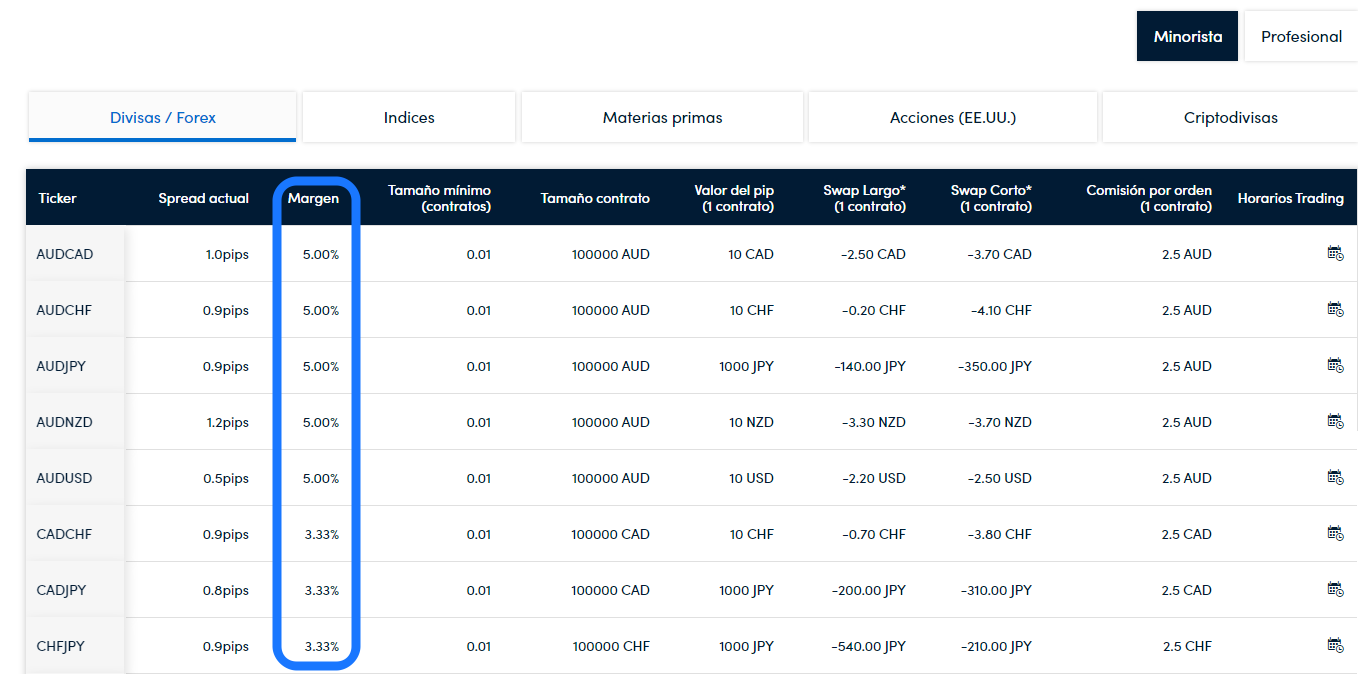 Minorista Profesional
Divisas / Forex Indices Materias primas Acciones (EE.UU.) Criptodivisas
Ticker Spread actual Margen Tamaño mínimo (contratos) Tamaño contrato Valor del pip (1 contrato) Swap Largo* (1 contrato) Swap Corto* (1 contrato) Comisión por orden (1 contrato) Horarios Trading
AUDCAD 1.0pips 5.00% 0.01 100000 AUD 10 CAD -2.50 CAD -3.70 CAD 2.5 AUD
AUDCHF 0.9pips 5.00% 0.01 100000 AUD 10 CHF -0.20 CHF -4.10 CHF 2.5 AUD
AUDJPY 0.9pips 5.00% 0.01 100000 AUD 1000 JPY -140.00 JPY -350.00 JPY 2.5 AUD
AUDNZD 1.2pips 5.00% 0.01 100000 AUD 10 NZD -3.30 NZD -3.70 NZD 2.5 AUD
AUDUSD 0.5pips 5.00% 0.01 100000 AUD 10 USD -2.20 USD -2.50 USD 2.5 AUD
CADCHF 0.9pips 3.33% 0.01 100000 CAD 10 CHF -0.70 CHF -3.80 CHF 2.5 CAD
CADJPY 0.8pips 3.33% 0.01 100000 CAD 1000 JPY -200.00 JPY -310.00 JPY 2.5 CAD
CHFJPY 0.9pips 3.33% 0.01 100000 CHF 1000 JPY -540.00 JPY -210.00 JPY 2.5 CHF